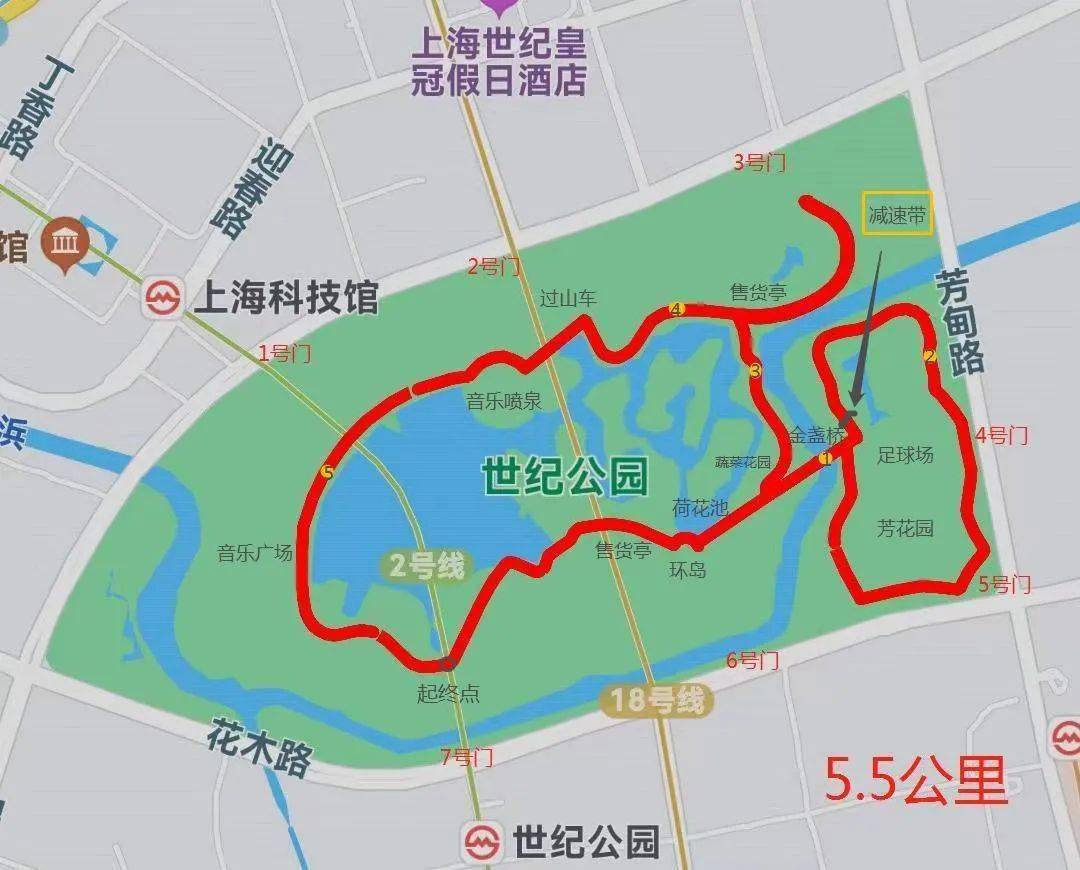 上海世纪皇
冠假日酒店
丁香路
迎春路
3号门
减速带
馆
2号门
上海科技馆
过山车
售货亭
4
芳甸路
1号门
2
3
音乐喷泉
浜
金盏桥
4号门
5
世纪公园
蔬菜花园
1
足球场
荷花池
芳花园
音乐广场
2号线
售货亭
环岛
5号门
6号门
起终点
18号线
花木路
7号门
5.5公里
世纪公园